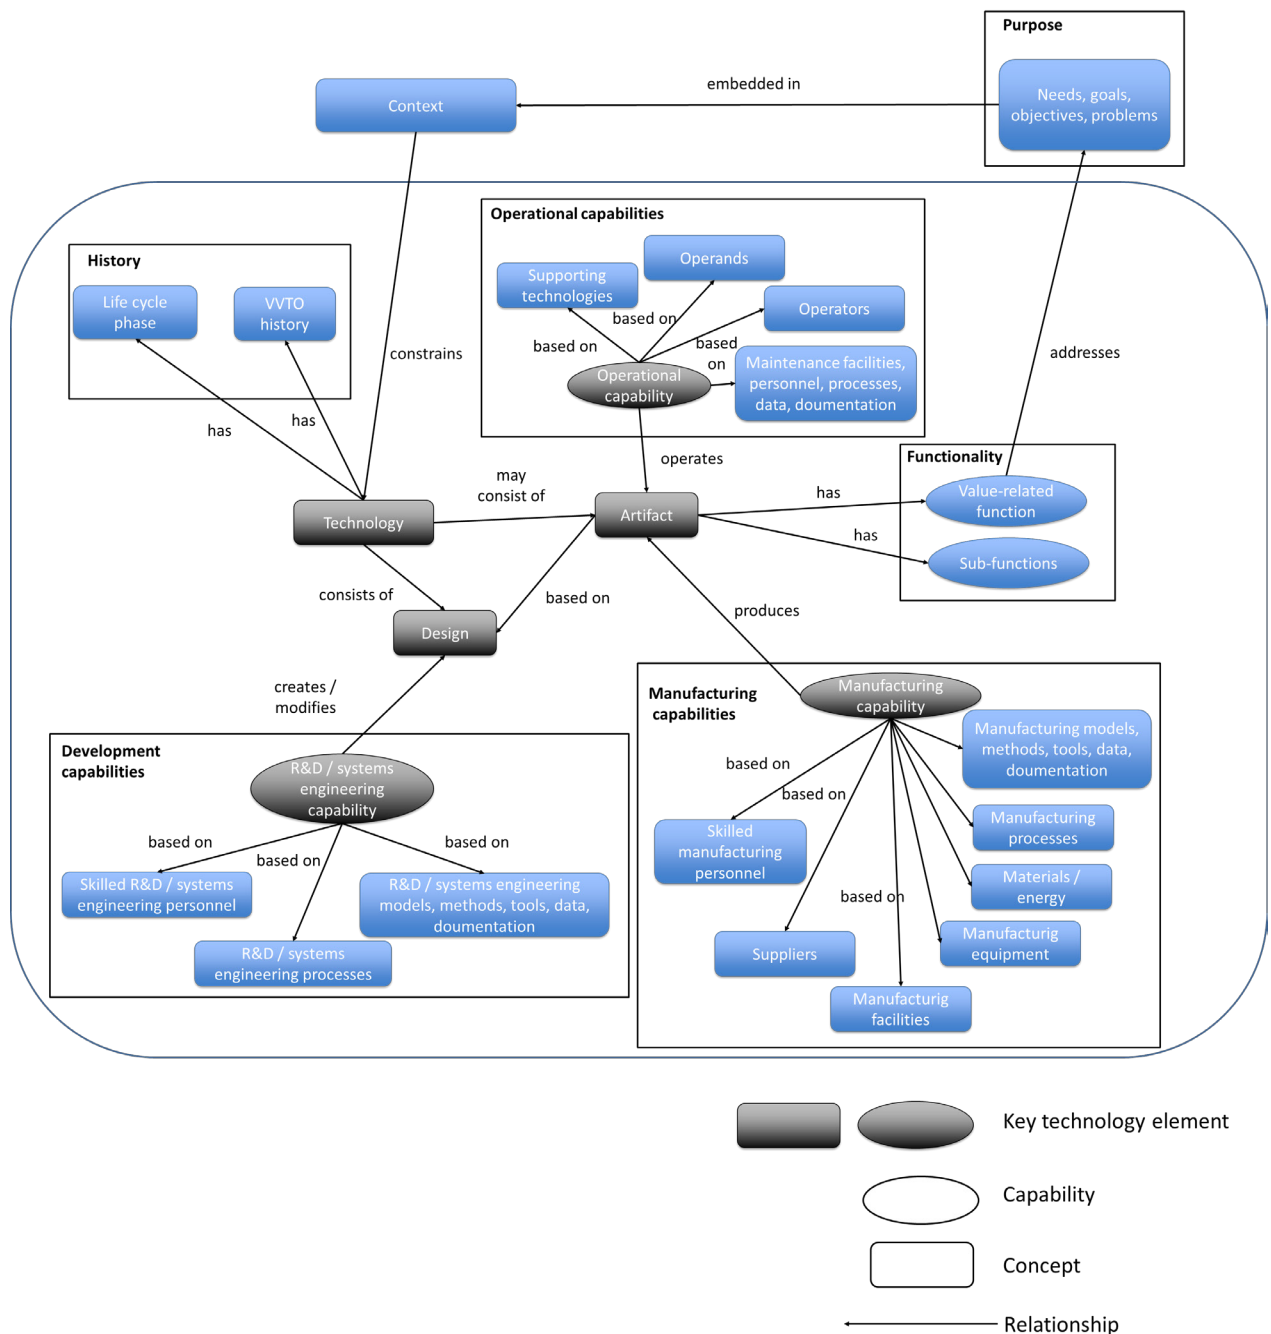 Purpose
Needs, goals,
objectives, problems
embedded in
Context
Operational capabilities
Operands
Supporting
technologies
Operators
based on
based on
based
on
Maintenance facilities,
personnel, processes,
data, doumentation
Operational
capability
History
Life cycle
phase
VVTO
history
constrains
addresses
has
has
operates
Functionality
Value-related
function
Sub-functions
may
consist of
has
has
Technology
Artifact
consists of
based on
produces
Design
creates /
modifies
Development
capabilities
R&D / systems
engineering
capability
based on
based on
based on
Skilled R&D / systems
engineering personnel
R&D / systems engineering
models, methods, tools, data,
doumentation
R&D / systems
engineering processes
Manufacturing
capabilities
Manufacturing
capability
Manufacturing models,
methods, tools, data,
doumentation
based on
based on
Skilled
manufacturing
personnel
Manufacturing
processes
Materials /
energy
based on
Manufacturig
equipment
Suppliers
Manufacturig
facilities
Key technology element
Capability
Concept
Relationship